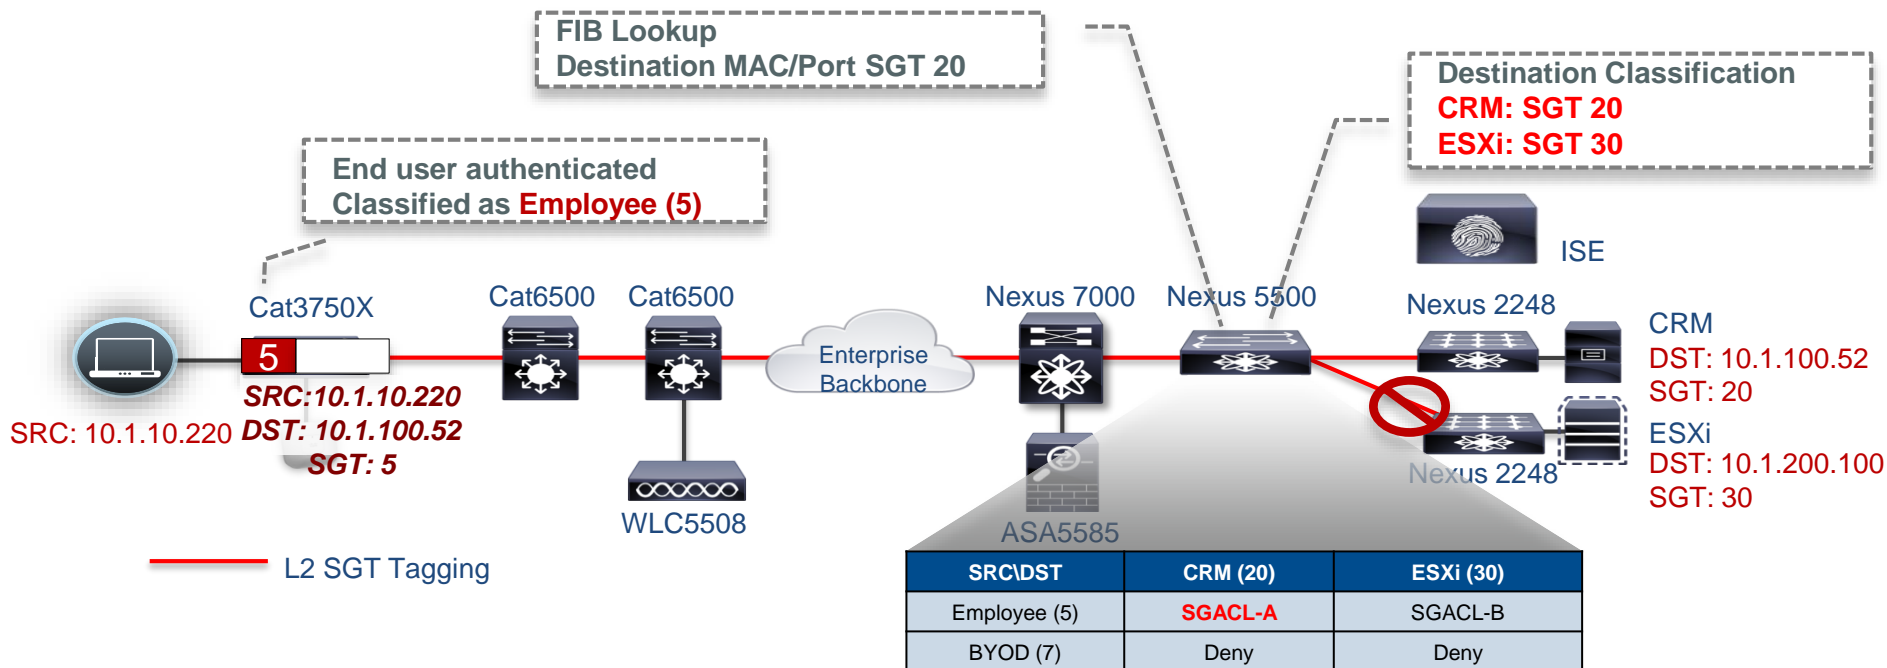 FIB Lookup
Destination MAC/Port SGT 20
Destination Classification
CRM: SGT 20
ESXi: SGT 30
End user authenticated
Classified as Employee (5)
ISE
Cat3750X
Cat6500
Cat6500
Nexus 7000
Nexus 5500
Nexus 2248
CRM
DST: 10.1.100.52
SGT: 20
5
Enterprise
Backbone
SRC: 10.1.10.220
SRC:10.1.10.220
DST: 10.1.100.52
SGT: 5
ESXi
DST: 10.1.200.100
SGT: 30
Nexus 2248
WLC5508
ASA5585
L2 SGT Tagging
SRC\DST CRM (20) ESXi (30)
Employee (5) SGACL-A SGACL-B
BYOD (7) Deny Deny